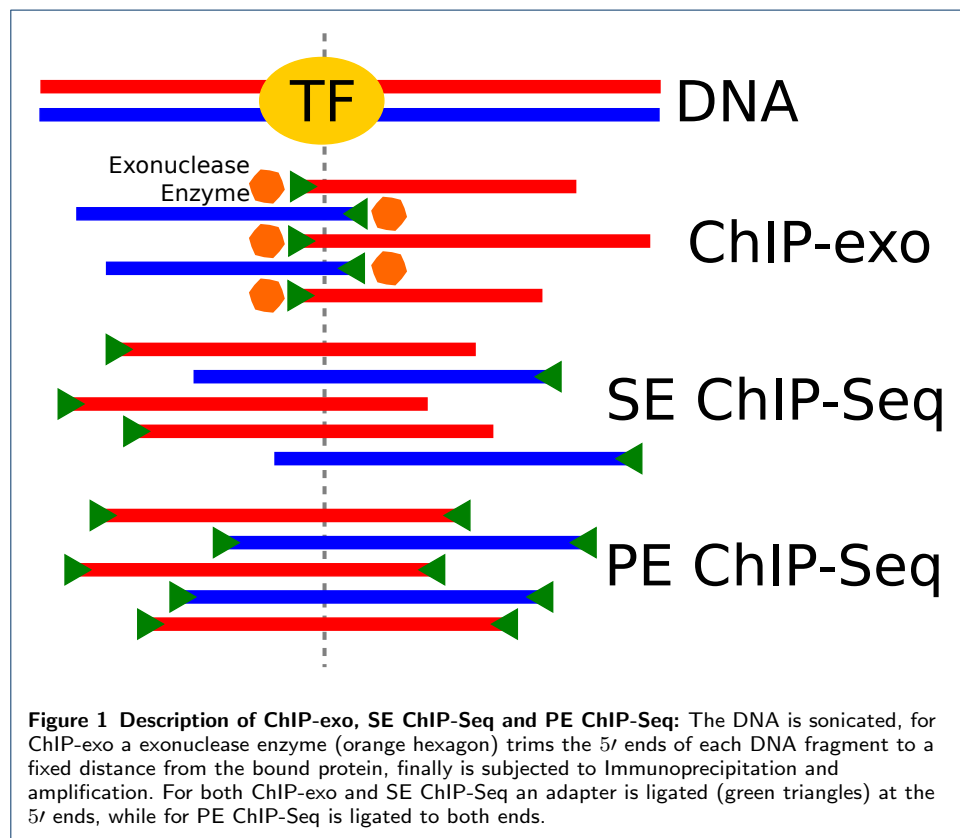 TF
DNA
Exonuclease
Enzyme
ChIP-exo
SE ChIP-Seq
PE ChIP-Seq
Figure 1 Description of ChIP-exo, SE ChIP-Seq and PE ChIP-Seq: The DNA is sonicated, for
ChIP-exo a exonuclease enzyme (orange hexagon) trims the 5′ ends of each DNA fragment to a
fixed distance from the bound protein, finally is subjected to Immunoprecipitation and
amplification. For both ChIP-exo and SE ChIP-Seq an adapter is ligated (green triangles) at the
5′ ends, while for PE ChIP-Seq is ligated to both ends.